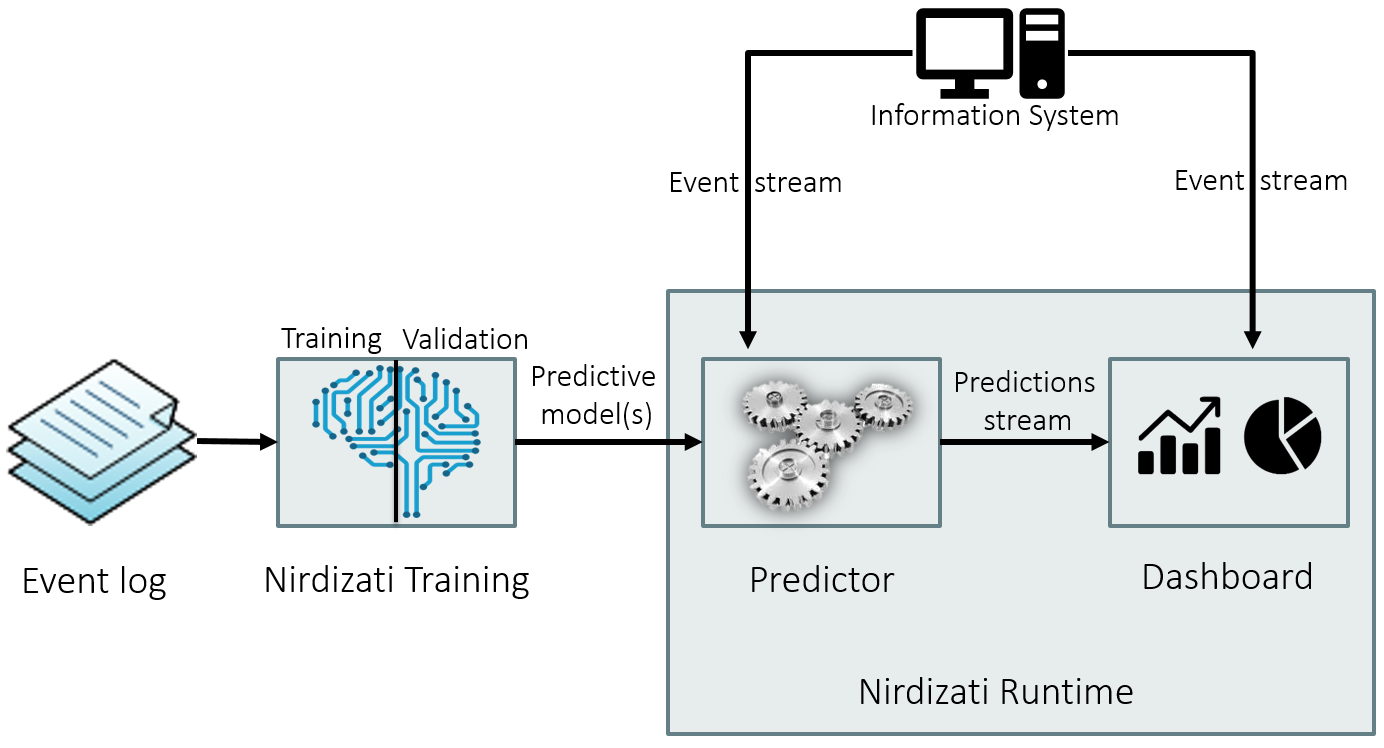 Information System
Event stream
Event stream
Training
Validation
Predictive
model(s)
Predictions
stream
Event log
Nirdizati Training
Predictor
Dashboard
Nirdizati Runtime